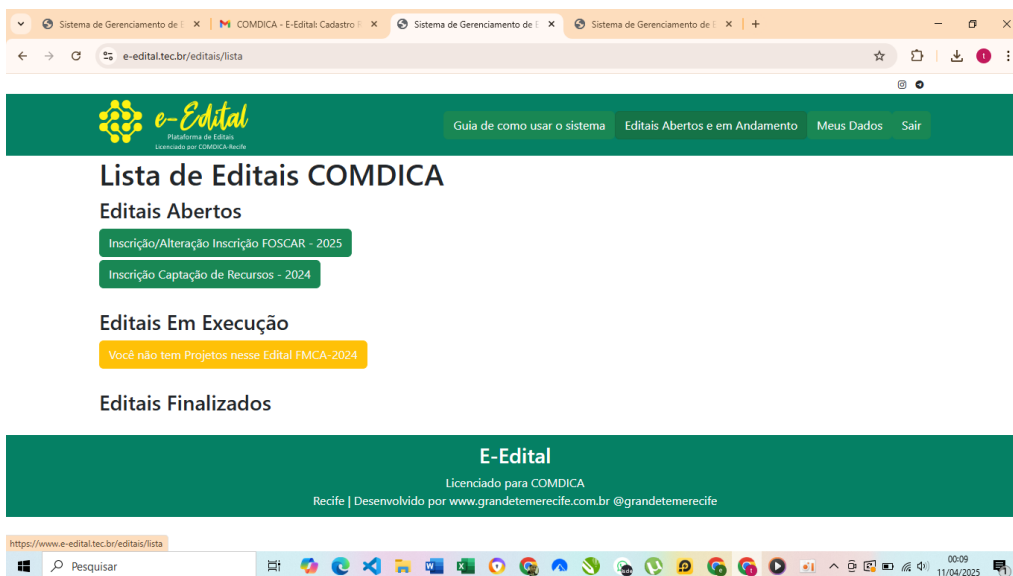 Sistema de Gerenciamento de E
COMDICA - E-Edital: Cadastro R
Sistema de Gerenciamento de E
Sistema de Gerenciamento de E
e-edital.tec.br/editais/lista
e-Edital
Plataforma de Editais
Licenciado por COMDICA-Recife
Guia de como usar o sistema
Editais Abertos e em Andamento
Meus Dados
Sair
Lista de Editais COMDICA
Editais Abertos
Inscrição/Alteração Inscrição FOSCAR - 2025
Inscrição Captação de Recursos - 2024
Editais Em Execução
Você não tem Projetos nesse Edital FMCA-2024
Editais Finalizados
E-Edital
Licenciado para COMDICA
Recife | Desenvolvido por www.grandetemerecife.com.br @grandetemerecife
https://www.e-edital.tec.br/editais/lista
Pesquisar
00:09
11/04/2025